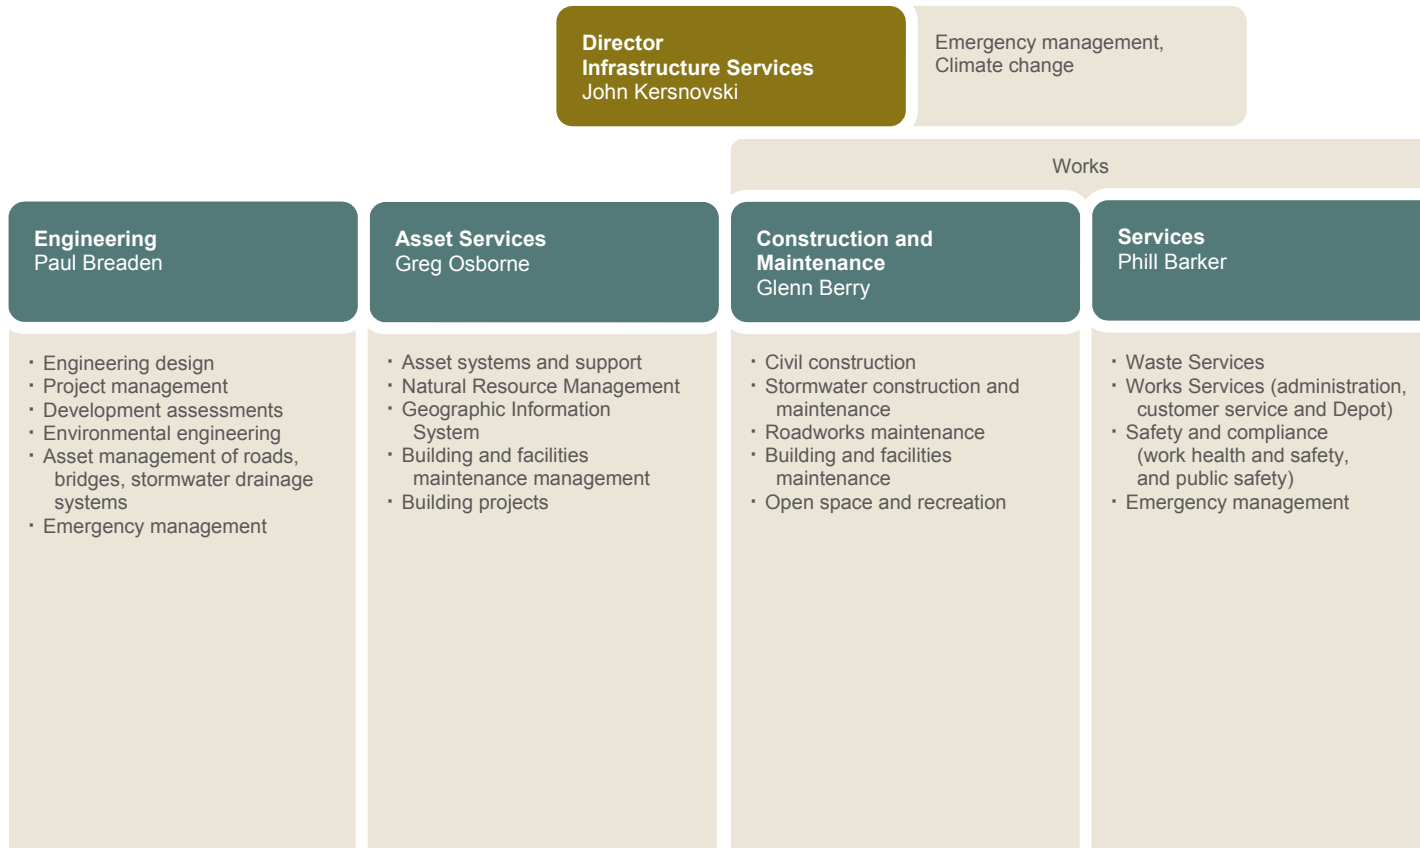 Director
Infrastructure Services
John Kersnovski
Emergency management,
Climate change
Works
Engineering
Paul Breaden
Asset Services
Greg Osborne
Construction and
Maintenance
Glenn Berry
Services
Phill Barker
· Engineering design
· Project management
· Development assessments
· Environmental engineering
· Asset management of roads,
bridges, stormwater drainage
systems
· Emergency management
· Asset systems and support
· Natural Resource Management
· Geographic Information
System
· Building and facilities
maintenance management
· Building projects
· Civil construction
· Stormwater construction and
maintenance
· Roadworks maintenance
· Building and facilities
maintenance
· Open space and recreation
· Waste Services
· Works Services (administration,
customer service and Depot)
· Safety and compliance
(work health and safety,
and public safety)
· Emergency management